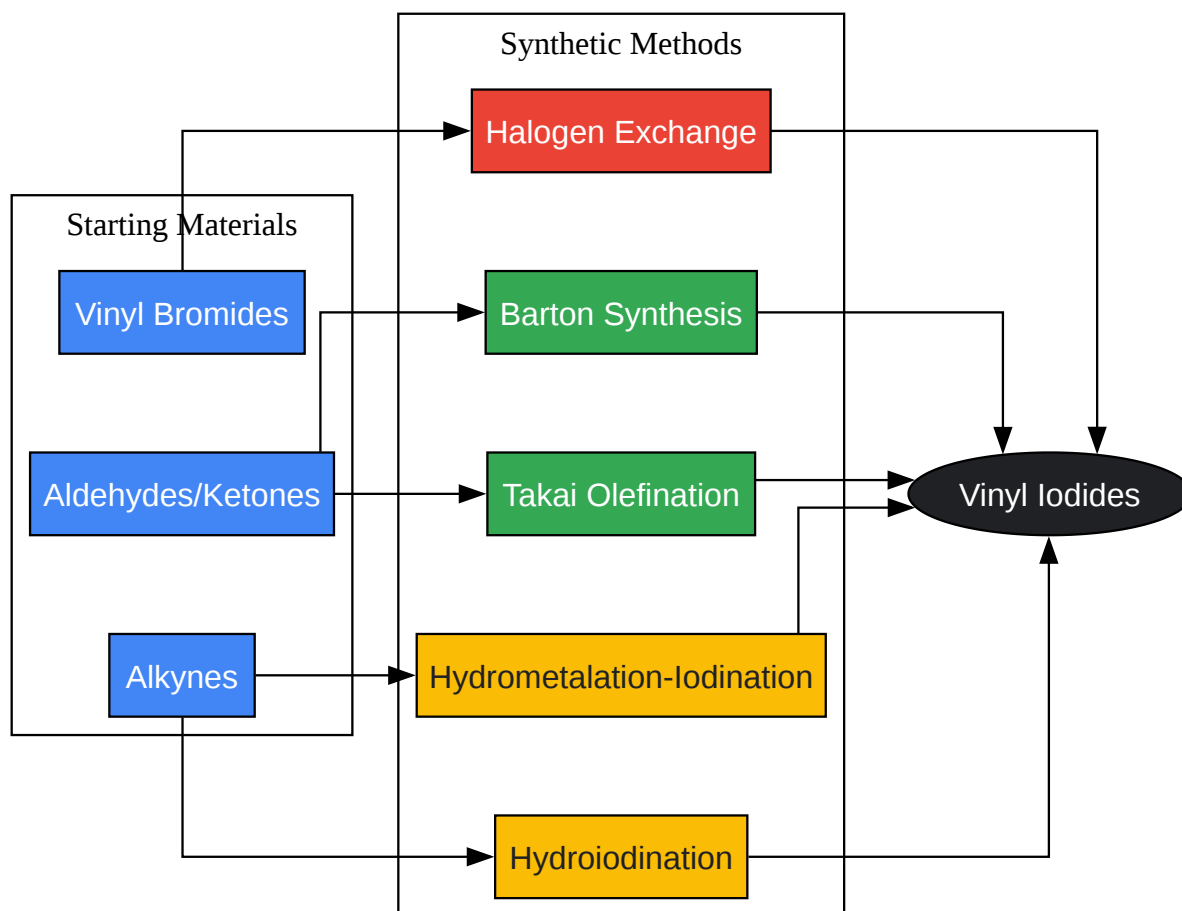 Synthetic Methods
Halogen Exchange
Starting Materials
Vinyl Bromides
Barton Synthesis
Aldehydes/Ketones
Takai Olefination
Vinyl Iodides
Alkynes
Hydrometalation-Iodination
Hydroiodination